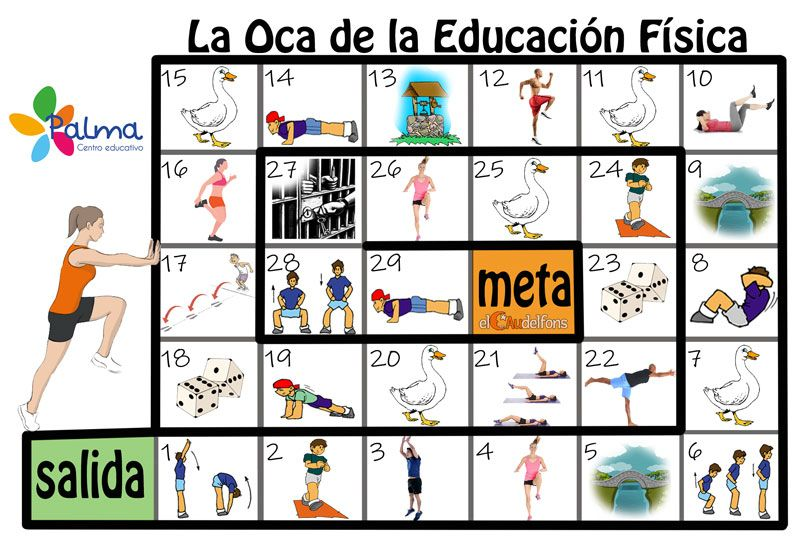 La Oca de la Educación Física
Palma
Centro educativo
15 14 13 12 11 10
16 27 26 25 24 9
17 28 29 meta 23 8
elCAudelfons
18 19 20 21 22 7
salida 1 2 3 4 5 6